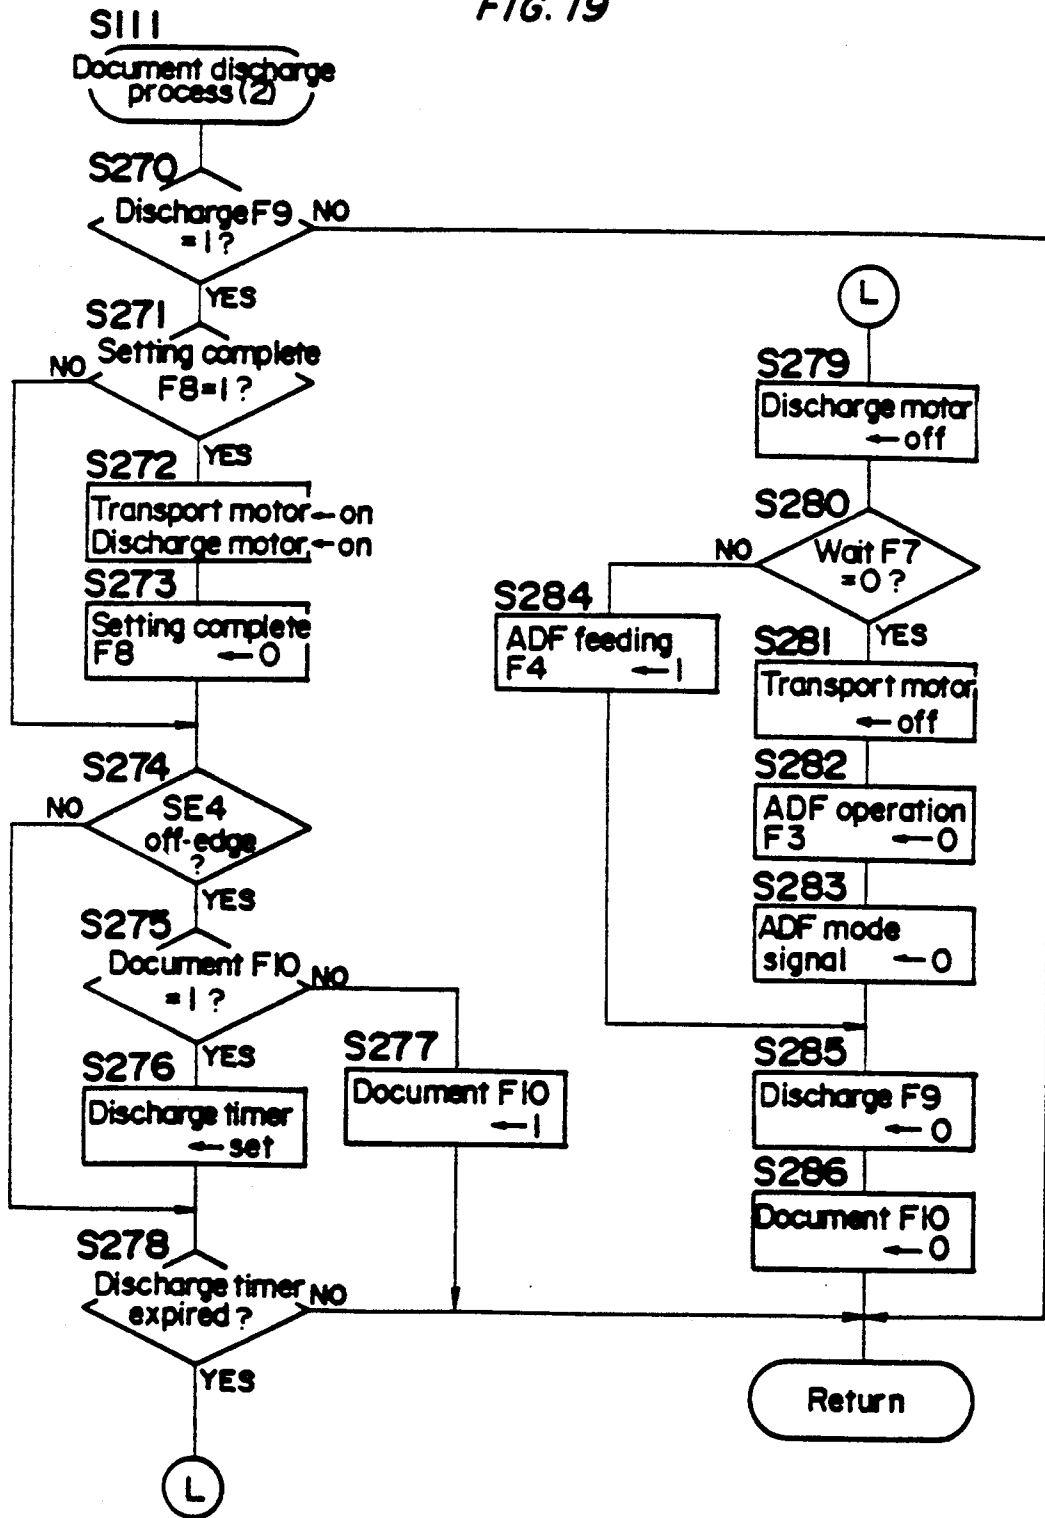 FIG. 19
S111
Document discharge
process (2)
S270
Discharge F9
=1?
NO
YES
S271
Setting complete
F8=1?
NO
YES
S272
Transport motor←on
Discharge motor←on
S273
Setting complete
F8 ←0
S274
SE4
off-edge
?
NO
YES
S275
Document F10
=1?
NO
YES
S276
Discharge timer
←set
S277
Document F10
←1
S278
Discharge timer
expired?
NO
YES
L
L
S279
Discharge motor
←off
S280
Wait F7
=0?
NO
YES
S284
ADF feeding
F4 ←1
S281
Transport motor
←off
S282
ADF operation
F3 ←0
S283
ADF mode
signal ←0
S285
Discharge F9
←0
S286
Document F10
←0
Return